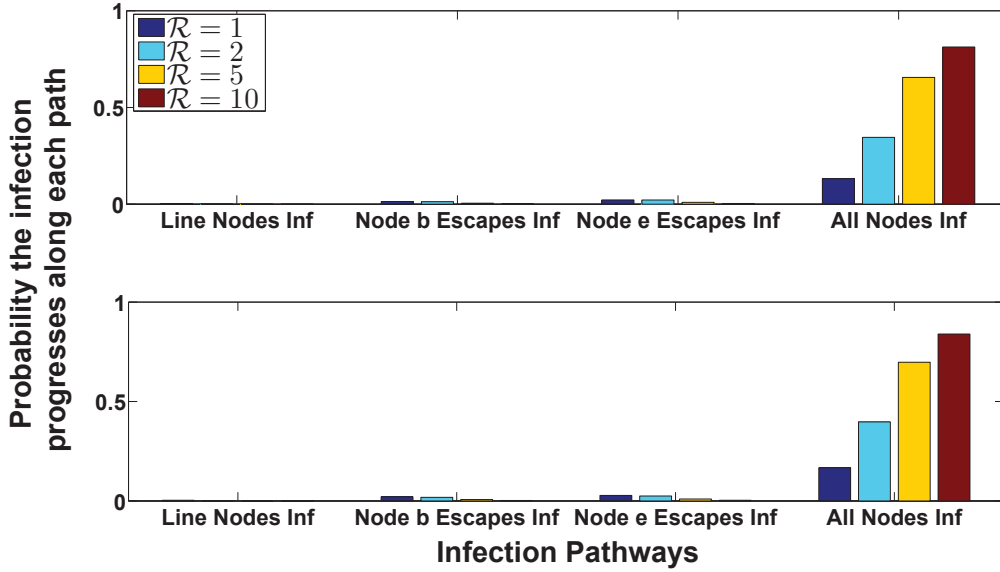 Probability the infection
progresses along each path
1
0.5
0
ℛ = 1
ℛ = 2
ℛ = 5
ℛ = 10
Line Nodes Inf Node b Escapes Inf Node e Escapes Inf All Nodes Inf
1
0.5
0
Line Nodes Inf Node b Escapes Inf Node e Escapes Inf All Nodes Inf
Infection Pathways